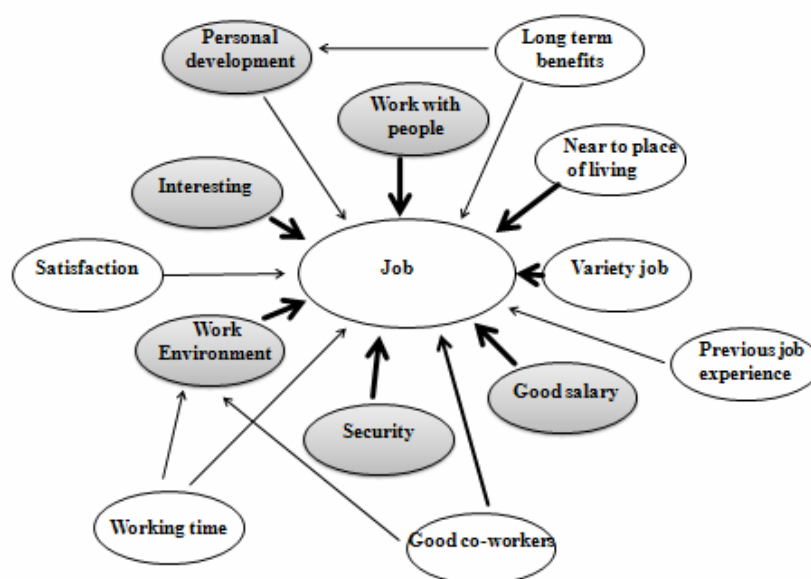 Personal
development
Long term
benefits
Work with
people
Near to place
of living
Interesting
Satisfaction
Job
Variety job
Work
Environment
Previous job
experience
Good salary
Security
Working time
Good co-workers